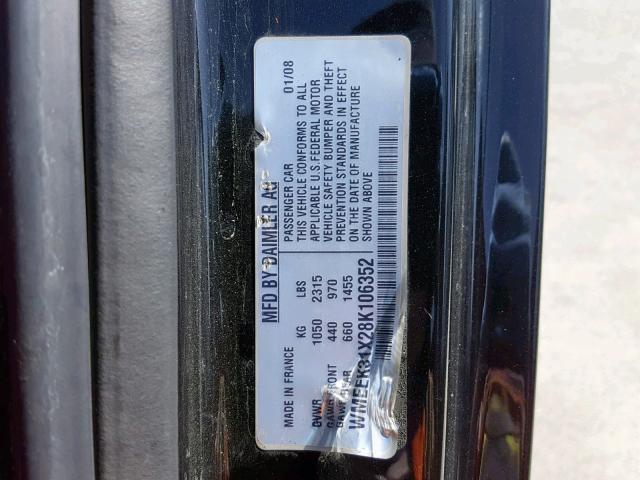 MFD BY DAIMLER AG
MADE IN FRANCE
PASSENGER CAR 01/08
THIS VEHICLE CONFORMS TO ALL
APPLICABLE U.S.FEDERAL MOTOR
VEHICLE SAFETY BUMPER AND THEFT
PREVENTION STANDARDS IN EFFECT
ON THE DATE OF MANUFACTURE
SHOWN ABOVE
KG LBS
GVWR 1050 2315
GAWR FRONT 440 970
660 1455
WMEEK31X28K106352